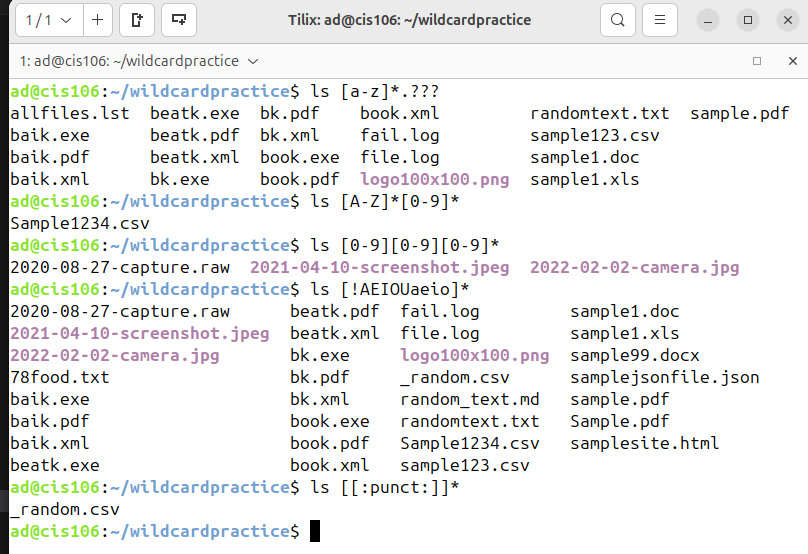 1 / 1
Tilix: ad@cis106: ~/wildcardpractice
1: ad@cis106: ~/wildcardpractice
ad@cis106:~/wildcardpractice$ ls [a-z]*.???
allfiles.lst  beatk.exe  bk.pdf    book.xml         randomtext.txt  sample.pdf
baik.exe      beatk.pdf  bk.xml    fail.log         sample123.csv
baik.pdf      beatk.xml  book.exe  file.log         sample1.doc
baik.xml      bk.exe     book.pdf  logo100x100.png  sample1.xls
ad@cis106:~/wildcardpractice$ ls [A-Z]*[0-9]*
Sample1234.csv
ad@cis106:~/wildcardpractice$ ls [0-9][0-9][0-9]*
2020-08-27-capture.raw  2021-04-10-screenshot.jpeg  2022-02-02-camera.jpg
ad@cis106:~/wildcardpractice$ ls [!AEIOUaeio]*
2020-08-27-capture.raw      beatk.pdf  fail.log         sample1.doc
2021-04-10-screenshot.jpeg  beatk.xml  file.log         sample1.xls
2022-02-02-camera.jpg       bk.exe     logo100x100.png  sample99.docx
78food.txt                  bk.pdf     _random.csv      samplejsonfile.json
baik.exe                    bk.xml     random_text.md   sample.pdf
baik.pdf                    book.exe   randomtext.txt   Sample.pdf
baik.xml                    book.pdf   Sample1234.csv   samplesite.html
beatk.exe                   book.xml   sample123.csv
ad@cis106:~/wildcardpractice$ ls [[:punct:]]*
_random.csv
ad@cis106:~/wildcardpractice$